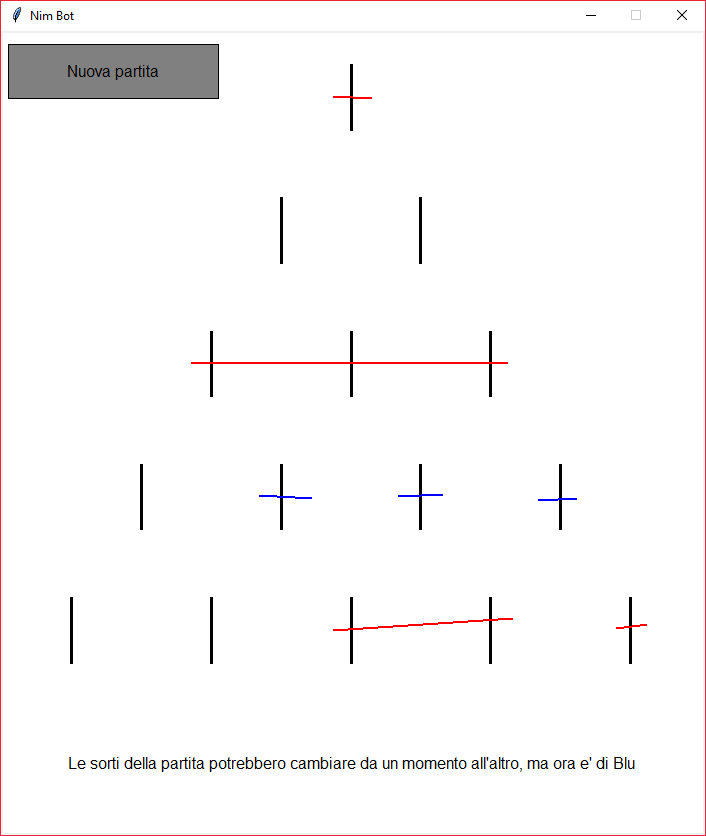 Nim Bot
Nuova partita
Le sorti della partita potrebbero cambiare da un momento all'altro, ma ora e' di Blu